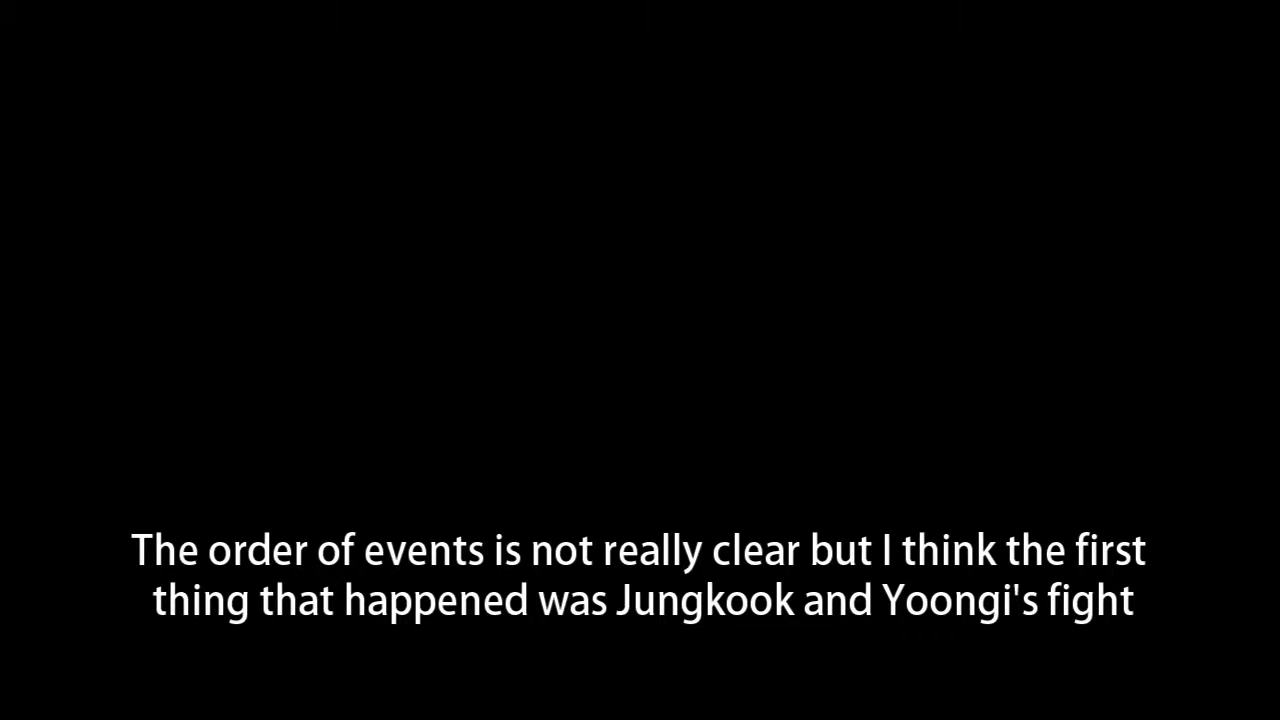 The order of events is not really clear but I think the first
thing that happened was Jungkook and Yoongi's fight